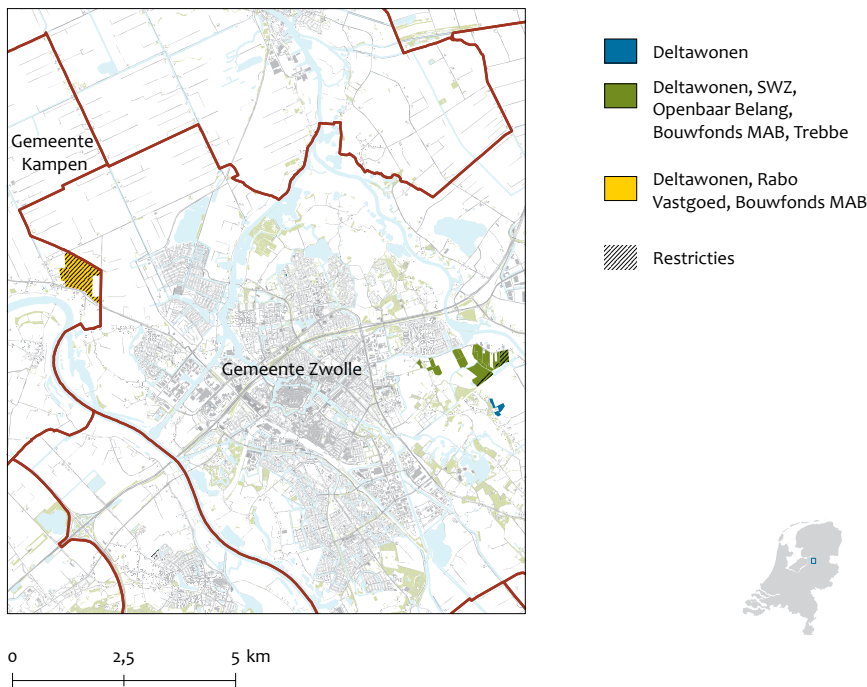 Gemeente
Kampen
Gemeente Zwolle
Deltawonen
Deltawonen, SWZ,
Openbaar Belang,
Bouwfonds MAB, Trebbe
Deltawonen, Rabo
Vastgoed, Bouwfonds MAB
Restricties
0 2,5 5 km